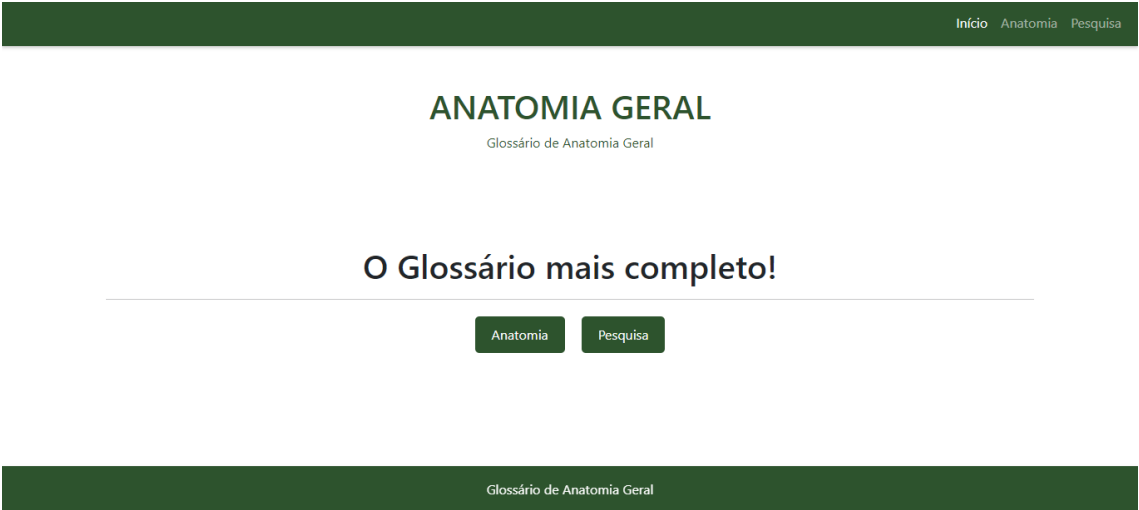 Início Anatomia Pesquisa
ANATOMIA GERAL
Glossário de Anatomia Geral
O Glossário mais completo!
Anatomia Pesquisa
Glossário de Anatomia Geral